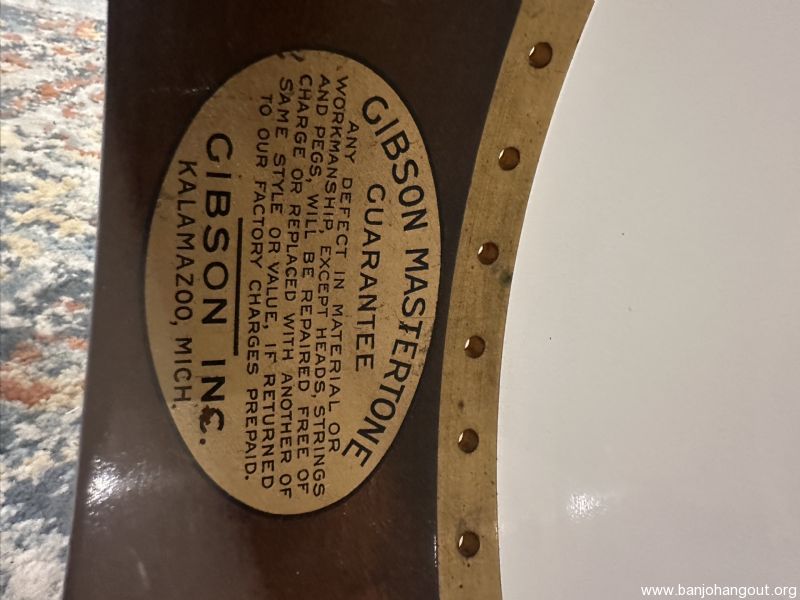 GIBSON MASTERTONE
GUARANTEE
ANY DEFECT IN MATERIAL OR
WORKMANSHIP, EXCEPT HEADS, STRINGS
AND PEGS, WILL BE REPAIRED FREE OF
CHARGE OR REPLACED WITH ANOTHER OF
SAME STYLE OR VALUE, IF RETURNED
TO OUR FACTORY CHARGES PREPAID.
GIBSON INC.
KALAMAZOO, MICH
www.banjohangout.org